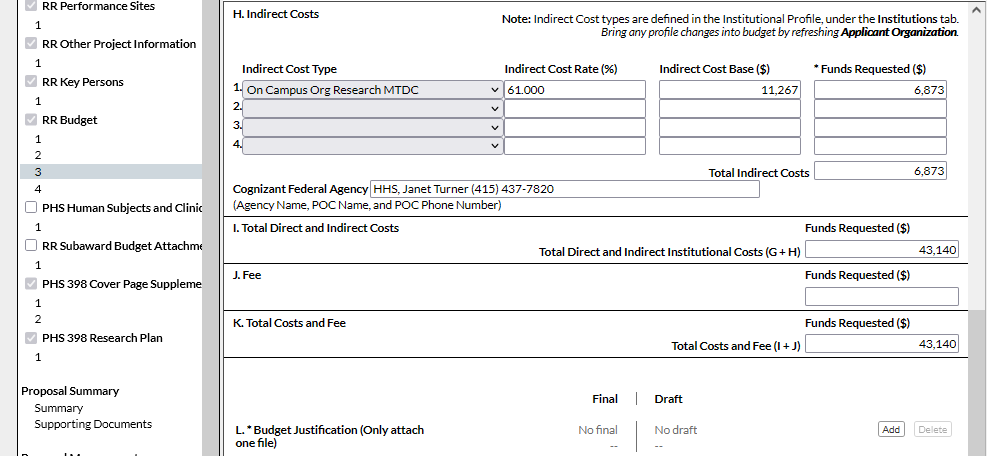 RR Performance Sites
1
RR Other Project Information
1
RR Key Persons
1
RR Budget
1
2
3
4
PHS Human Subjects and Clinic
1
RR Subaward Budget Attachme
1
PHS 398 Cover Page Suppleme
1
2
PHS 398 Research Plan
1
Proposal Summary
Summary
Supporting Documents
H. Indirect Costs
Note: Indirect Cost types are defined in the Institutional Profile, under the Institutions tab.
Bring any profile changes into budget by refreshing Applicant Organization.
Indirect Cost Type Indirect Cost Rate (%) Indirect Cost Base ($) * Funds Requested ($)
1. On Campus Org Research MTDC 61.000 11,267 6,873
2.
3.
4.
Total Indirect Costs 6,873
Cognizant Federal Agency HHS, Janet Turner (415) 437-7820
(Agency Name, POC Name, and POC Phone Number)
I. Total Direct and Indirect Costs Funds Requested ($)
Total Direct and Indirect Institutional Costs (G + H) 43,140
J. Fee Funds Requested ($)
K. Total Costs and Fee Funds Requested ($)
Total Costs and Fee (I + J) 43,140
Final | Draft
L. * Budget Justification (Only attach No final No draft Add Delete
one file) -- --